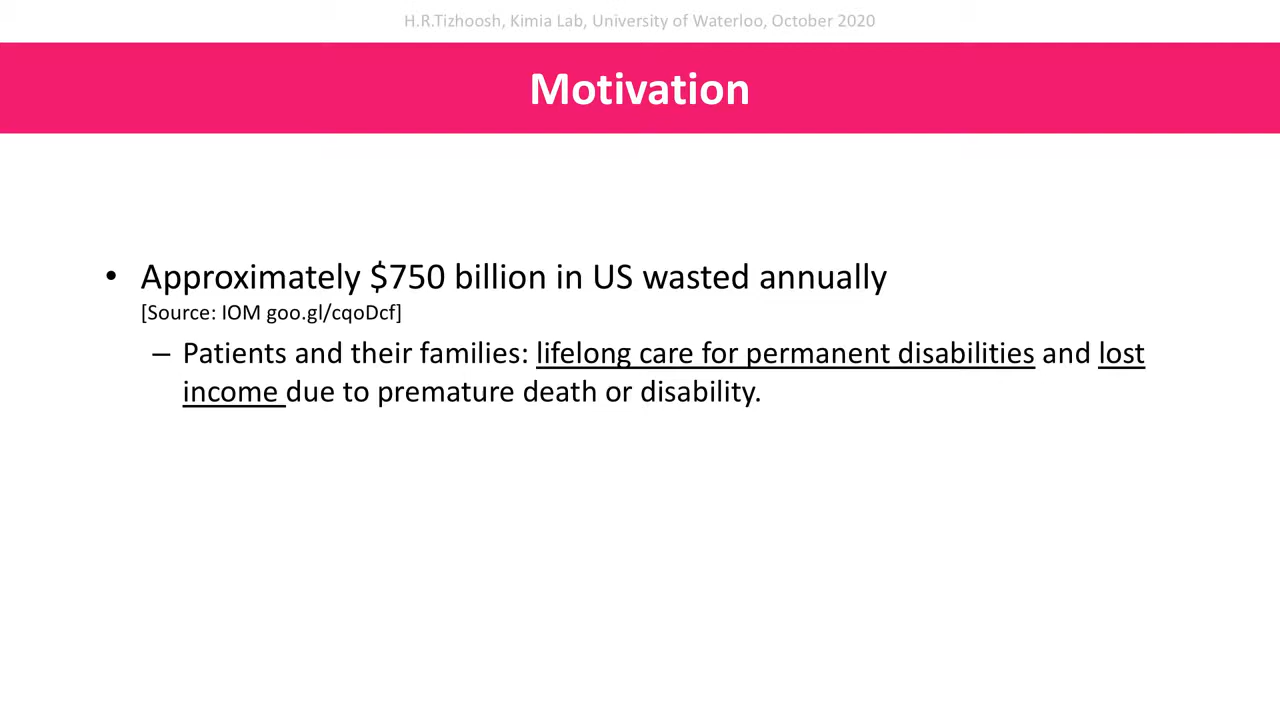 H.R.Tizhoosh, Kimia Lab, University of Waterloo, October 2020
Motivation
• Approximately $750 billion in US wasted annually
[Source: IOM goo.gl/cqoDcf]
– Patients and their families: lifelong care for permanent disabilities and lost
income due to premature death or disability.